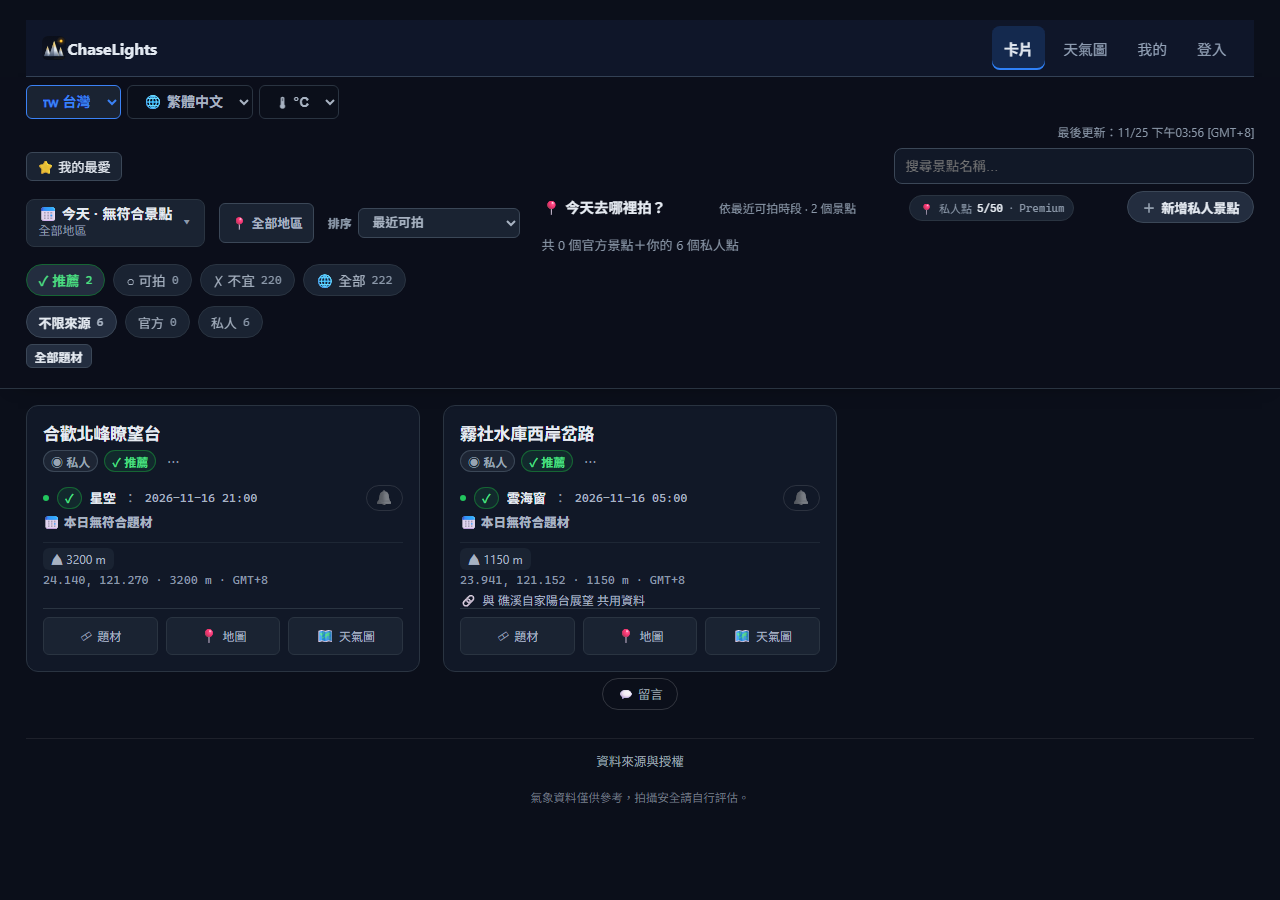 ChaseLights
卡片 天氣圖 我的 登入
TW 台灣 🌐 繁體中文 🌡 °C
最後更新：11/25 下午03:56 [GMT+8]
⭐ 我的最愛
搜尋景點名稱…
📅 今天 · 無符合景點
全部地區
📍 全部地區
排序 最近可拍
📍 今天去哪裡拍？
依最近可拍時段 · 2 個景點
📍 私人點 5/50 · Premium
＋ 新增私人景點
共 0 個官方景點＋你的 6 個私人點
✓ 推薦 2 ○ 可拍 0 ✗ 不宜 220 🌐 全部 222
不限來源 6 官方 0 私人 6
全部題材
合歡北峰瞭望台
◉ 私人 ✓ 推薦 ⋯
✓ 星空 ： 2026-11-16 21:00
📅 本日無符合題材
3200 m
24.140, 121.270 · 3200 m · GMT+8
題材 📍 地圖 🗺 天氣圖
霧社水庫西岸岔路
◉ 私人 ✓ 推薦 ⋯
✓ 雲海窗 ： 2026-11-16 05:00
📅 本日無符合題材
1150 m
23.941, 121.152 · 1150 m · GMT+8
🔗 與 礁溪自家陽台展望 共用資料
題材 📍 地圖 🗺 天氣圖
💬 留言
資料來源與授權
氣象資料僅供參考，拍攝安全請自行評估。